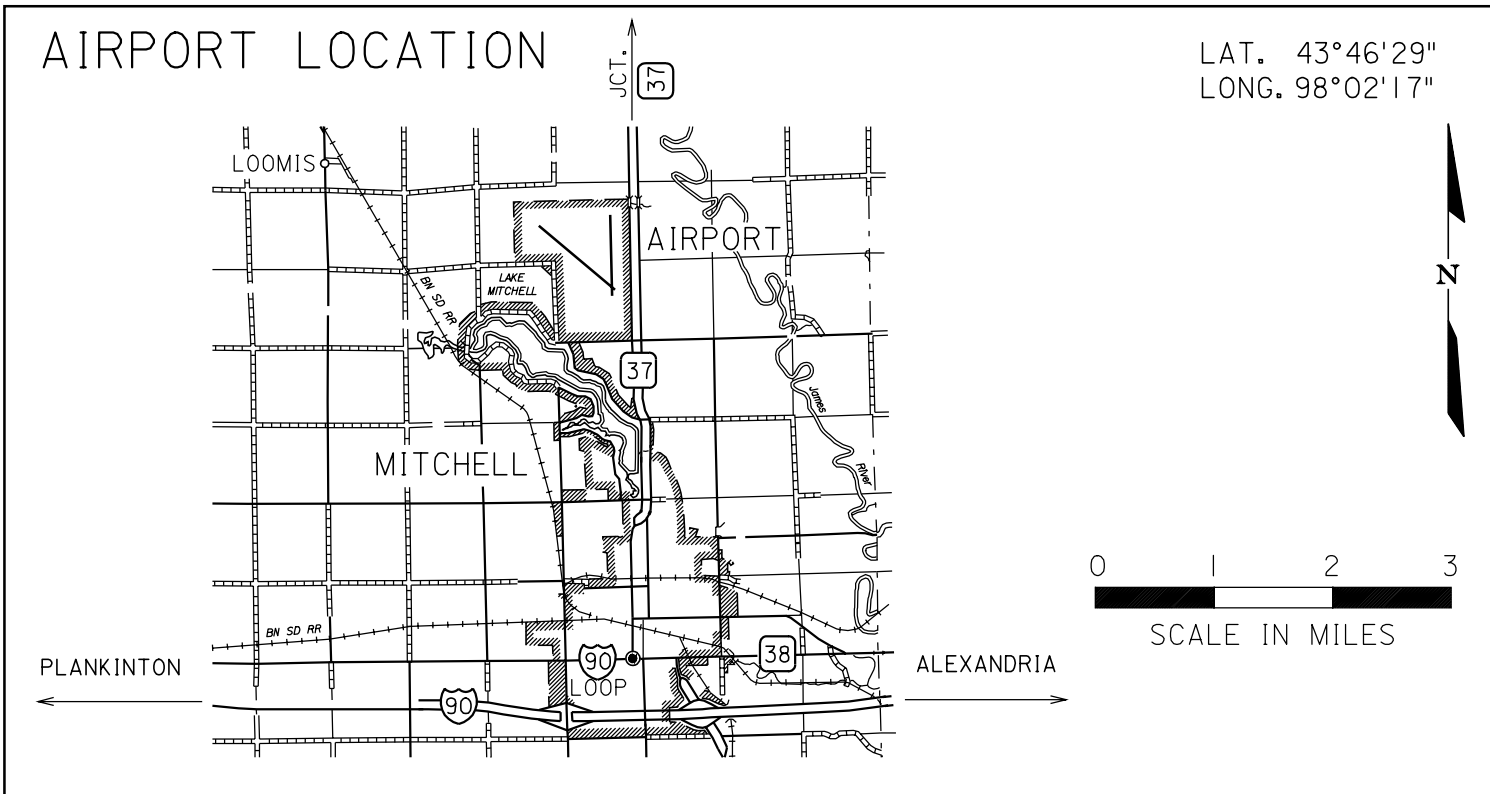 AIRPORT LOCATION
JCT. 37
LAT. 43°46'29"
LONG. 98°02'17"
LOOMIS
AIRPORT
LAKE
MITCHELL
BN SD RR
N
37
James
River
MITCHELL
0 1 2 3
SCALE IN MILES
BN SD RR
PLANKINTON
90
LOOP
38
ALEXANDRIA
90